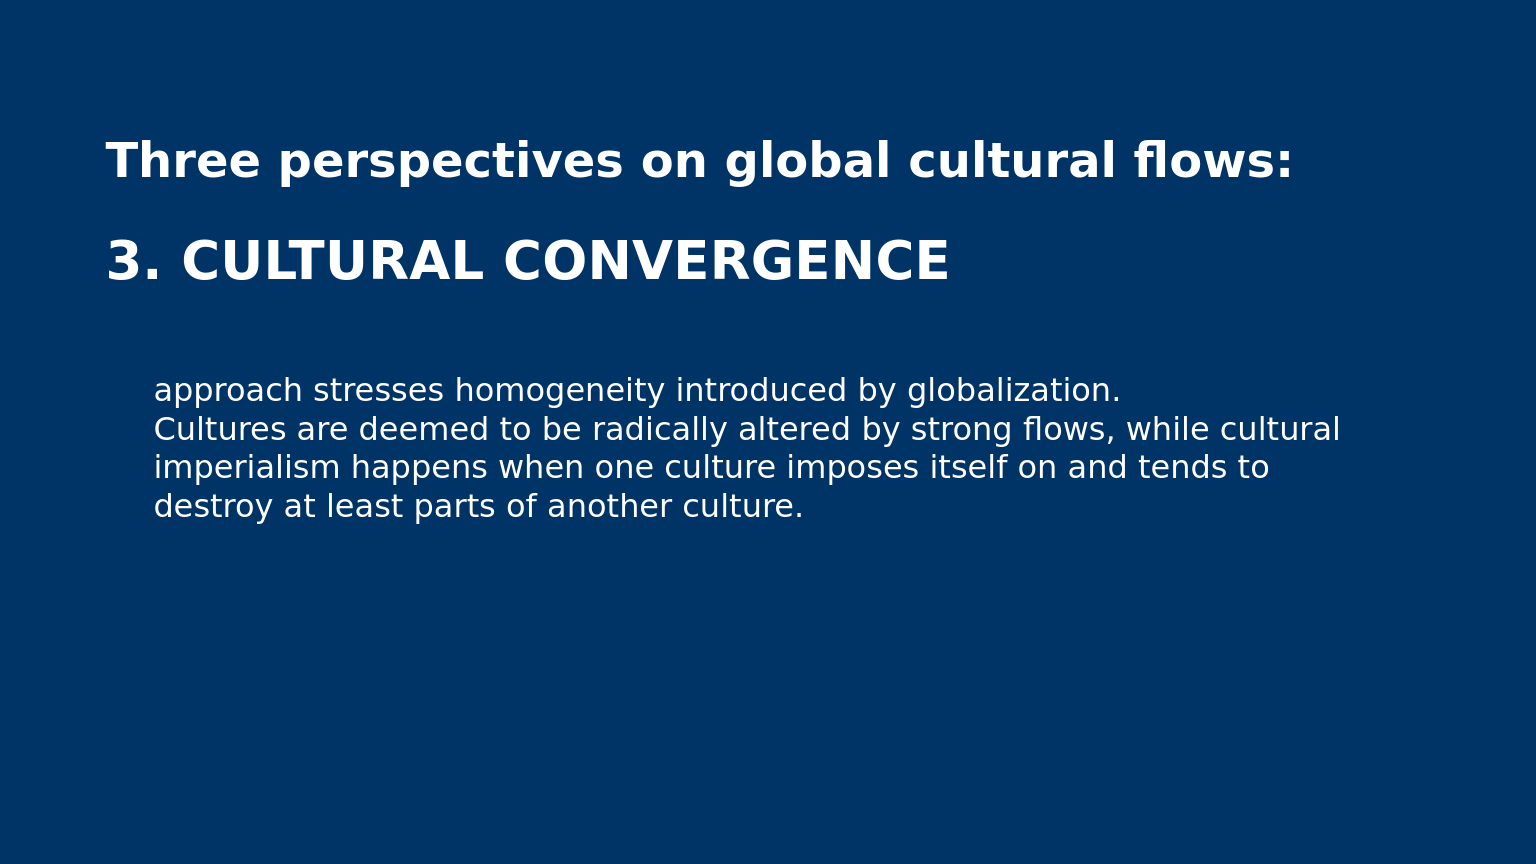 Three perspectives on global cultural flows:
3. CULTURAL CONVERGENCE
approach stresses homogeneity introduced by globalization.
Cultures are deemed to be radically altered by strong flows, while cultural
imperialism happens when one culture imposes itself on and tends to
destroy at least parts of another culture.